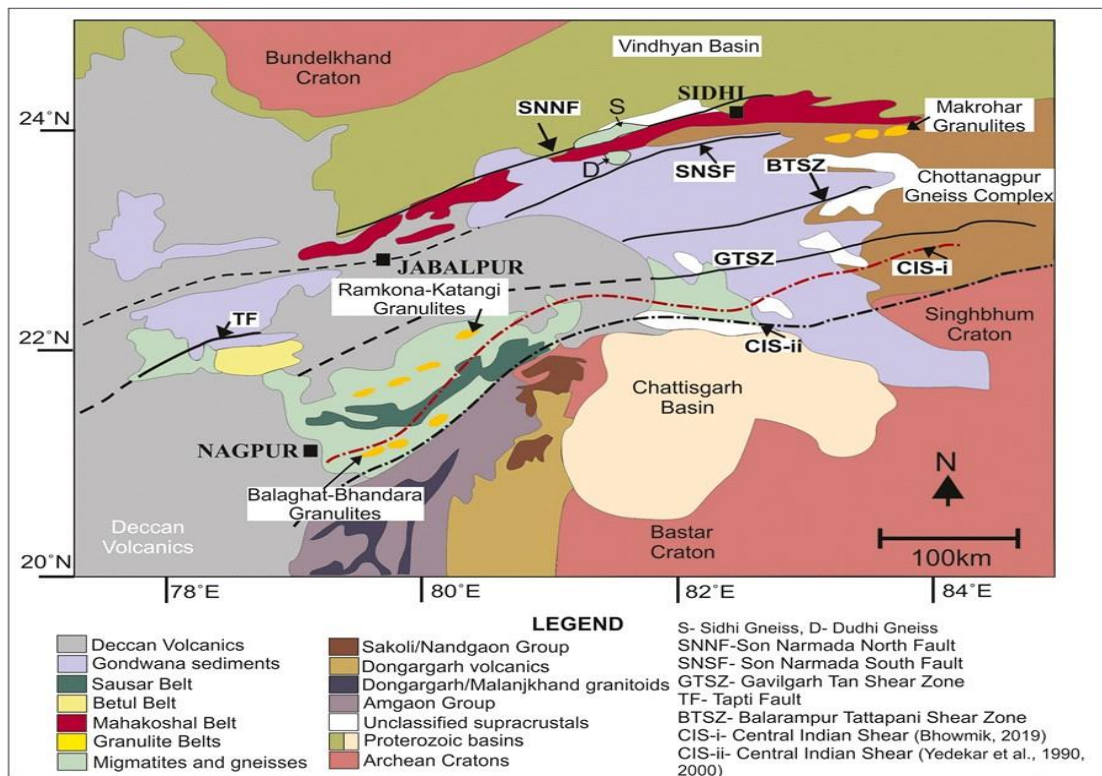 Bundelkhand
Craton
Vindhyan Basin
SIDHI
S
SNNF
24°N
Makrohar
Granulites
D
SNSF
BTSZ
Chottanagpur
Gneiss Complex
JABALPUR
GTSZ
CIS-i
Ramkona-Katangi
Granulites
TF
Singhbhum
Craton
22°N
CIS-ii
Chattisgarh
Basin
NAGPUR
N
Balaghat-Bhandara
Granulites
Deccan
Volcanics
Bastar
Craton
100km
20°N
78°E
80°E
82°E
84°E
LEGEND
Deccan Volcanics
Gondwana sediments
Sausar Belt
Betul Belt
Mahakoshal Belt
Granulite Belts
Migmatites and gneisses
Sakoli/Nandgaon Group
Dongargarh volcanics
Dongargarh/Malanjkhand granitoids
Amgaon Group
Unclassified supracrustals
Proterozoic basins
Archean Cratons
S- Sidhi Gneiss, D- Dudhi Gneiss
SNNF-Son Narmada North Fault
SNSF- Son Narmada South Fault
GTSZ- Gavilgarh Tan Shear Zone
TF- Tapti Fault
BTSZ- Balarampur Tattapani Shear Zone
CIS-i- Central Indian Shear (Bhowmik, 2019)
CIS-ii- Central Indian Shear (Yedekar et al., 1990,
2000)